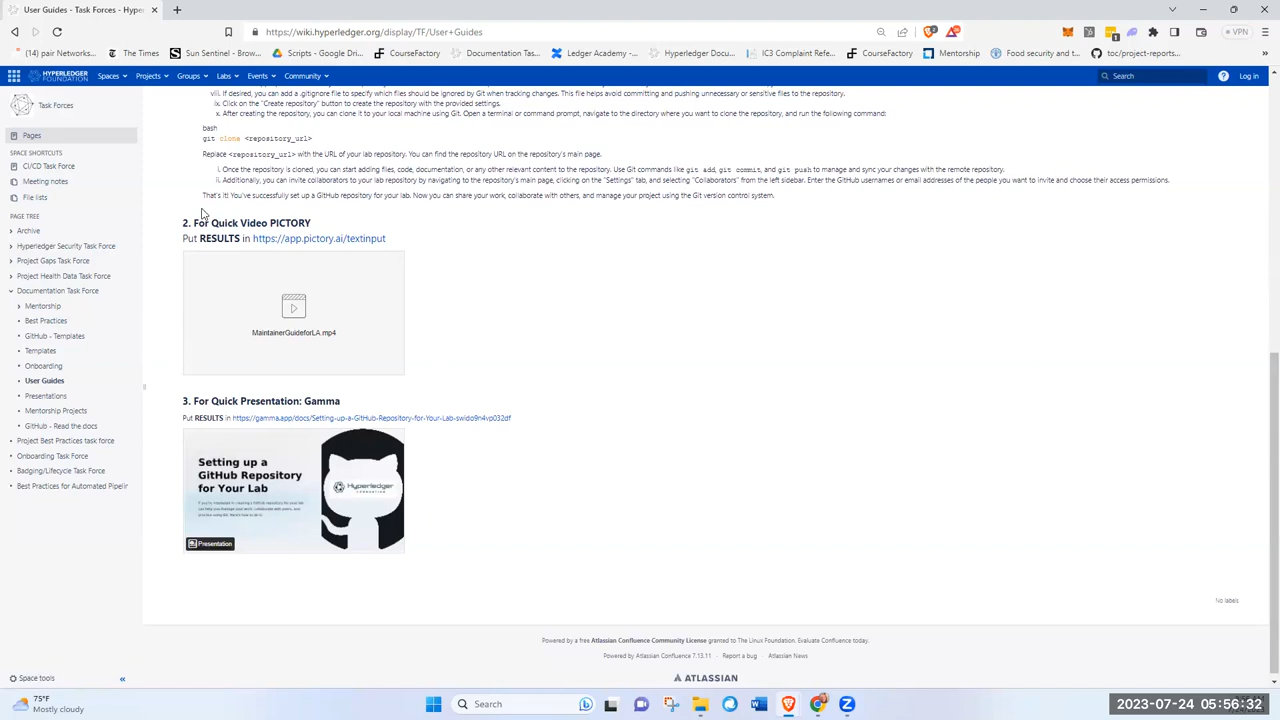 User Guides - Task Forces - Hyper
https://wiki.hyperledger.org/display/TF/User+Guides
VPN
(14) pair Networks...
The Times
Sun Sentinel - Brow...
Scripts - Google Dri...
CourseFactory
Documentation Tas...
Ledger Academy -...
Hyperledger Docu...
IC3 Complaint Refe...
CourseFactory
Mentorship
Food security and t...
toc/project-reports...
HYPERLEDGER FOUNDATION
Spaces
Projects
Groups
Labs
Events
Community
Search
Log in
Task Forces
Pages
SPACE SHORTCUTS
CI/CD Task Force
Meeting notes
File lists
PAGE TREE
Archive
Hyperledger Security Task Force
Project Gaps Task Force
Project Health Data Task Force
Documentation Task Force
Mentorship
Best Practices
GitHub - Templates
Templates
Onboarding
User Guides
Presentations
Mentorship Projects
GitHub - Read the docs
Project Best Practices task force
Onboarding Task Force
Badging/Lifecycle Task Force
Best Practices for Automated Pipelir
Space tools
viii. If desired, you can add a .gitignore file to specify which files should be ignored by Git when tracking changes. This file helps avoid committing and pushing unnecessary or sensitive files to the repository.
ix. Click on the "Create repository" button to create the repository with the provided settings.
x. After creating the repository, you can clone it to your local machine using Git. Open a terminal or command prompt, navigate to the directory where you want to clone the repository, and run the following command:
bash
git clone <repository_url>
Replace <repository_url> with the URL of your lab repository. You can find the repository URL on the repository's main page.
i. Once the repository is cloned, you can start adding files, code, documentation, or any other relevant content to the repository. Use Git commands like git add, git commit, and git push to manage and sync your changes with the remote repository.
ii. Additionally, you can invite collaborators to your lab repository by navigating to the repository's main page, clicking on the "Settings" tab, and selecting "Collaborators" from the left sidebar. Enter the GitHub usernames or email addresses of the people you want to invite and choose their access permissions.
That's it! You've successfully set up a GitHub repository for your lab. Now you can share your work, collaborate with others, and manage your project using the Git version control system.
2. For Quick Video PICTORY
Put RESULTS in https://app.pictory.ai/textinput
MaintainerGuideforLA.mp4
3. For Quick Presentation: Gamma
Put RESULTS in https://gamma.app/docs/Setting-up-a-GitHub-Repository-for-Your-Lab-swido9n4vp032df
Setting up a
GitHub Repository
for Your Lab
Hyperledger
FOUNDATION
Presentation
No labels
Powered by a free Atlassian Confluence Community License granted to The Linux Foundation. Evaluate Confluence today.
Powered by Atlassian Confluence 7.13.11 · Report a bug · Atlassian News
ATLASSIAN
75°F
Mostly cloudy
Search
2023-07-24 05:56:32